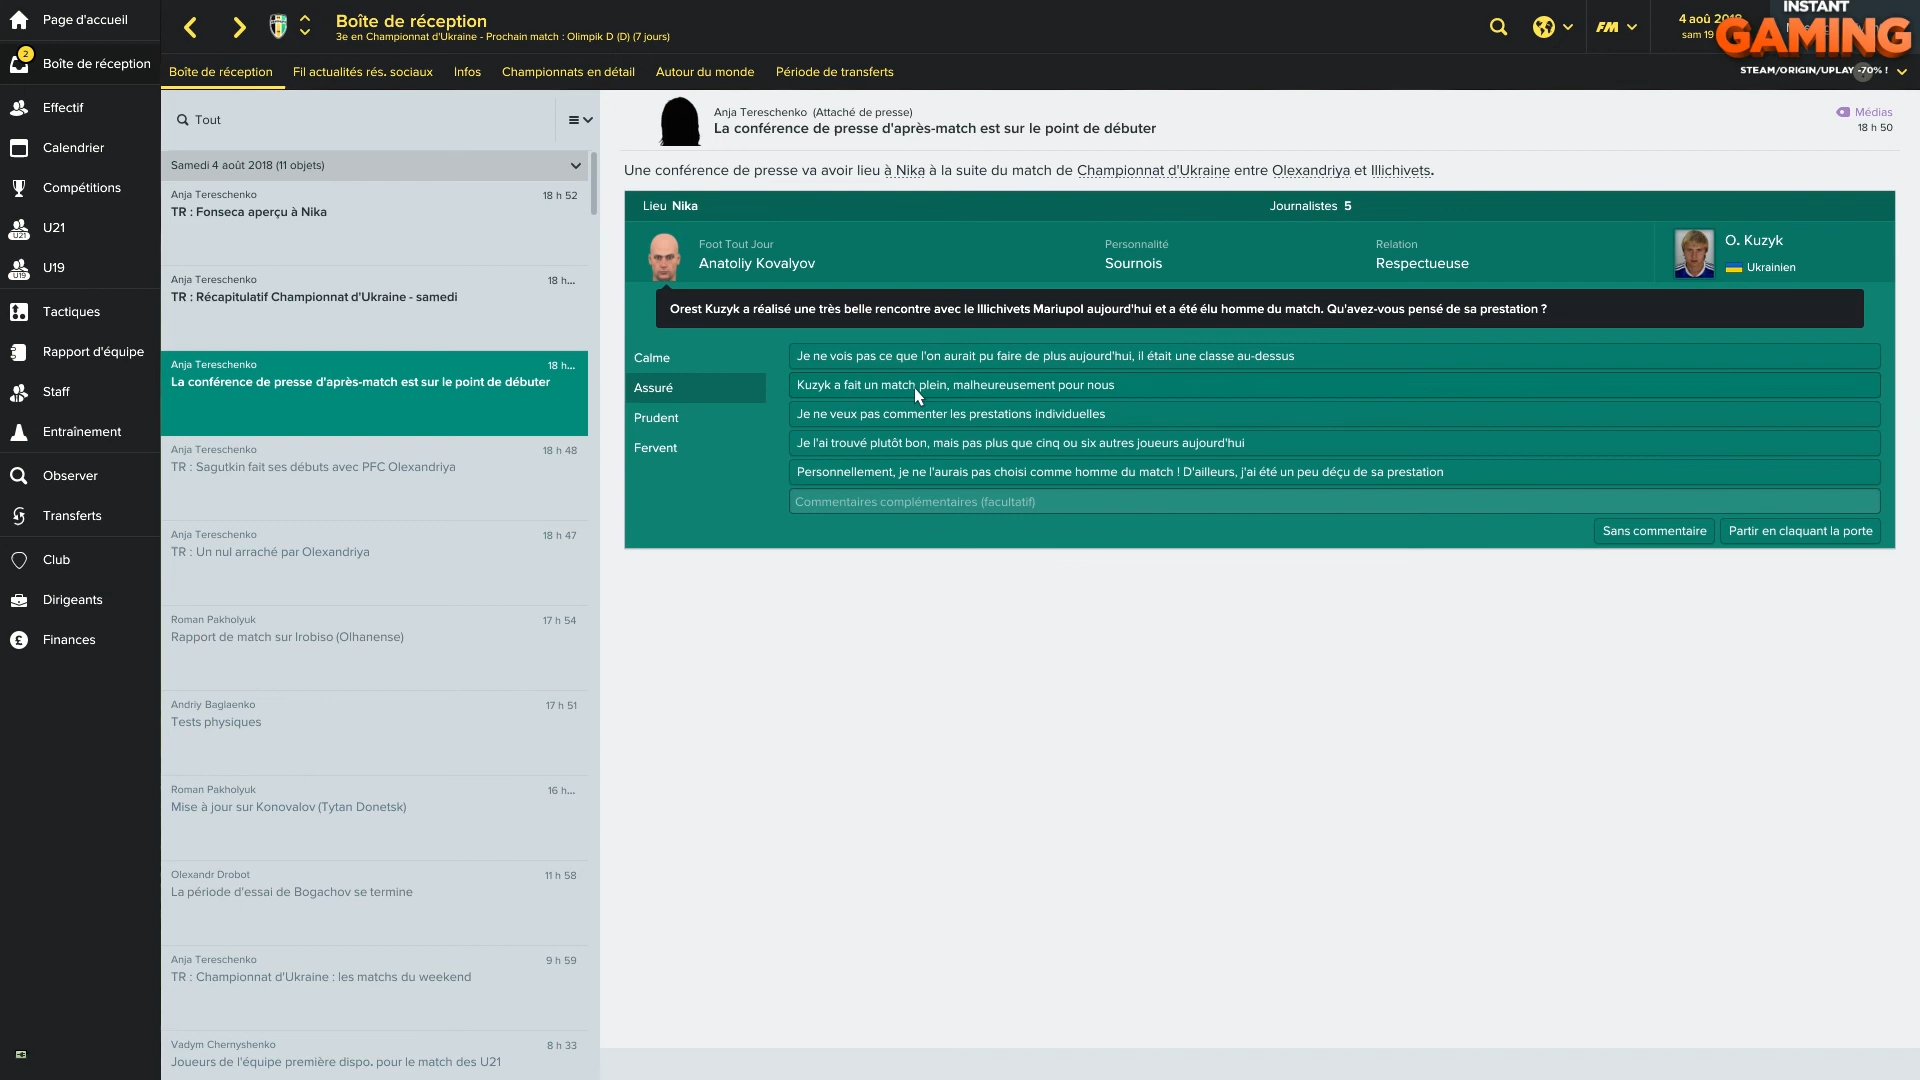 Page d'accueil
2
Boîte de réception
Effectif
Calendrier
Compétitions
U21
U21
U19
U19
Tactiques
Rapport d'équipe
Staff
Entraînement
Observer
Transferts
Club
Dirigeants
Finances
Boîte de réception
3e en Championnat d'Ukraine - Prochain match : Olimpik D (D) (7 jours)
FM
4 aoû 2018
sam 19
INSTANT
GAMING
STEAM/ORIGIN/UPLAY -70% !
Boîte de réception
Fil actualités rés. sociaux
Infos
Championnats en détail
Autour du monde
Période de transferts
Tout
Samedi 4 août 2018 (11 objets)
Anja Tereschenko 18 h 52
TR : Fonseca aperçu à Nika
Anja Tereschenko 18 h...
TR : Récapitulatif Championnat d'Ukraine - samedi
Anja Tereschenko 18 h...
La conférence de presse d'après-match est sur le point de débuter
Anja Tereschenko 18 h 48
TR : Sagutkin fait ses débuts avec PFC Olexandriya
Anja Tereschenko 18 h 47
TR : Un nul arraché par Olexandriya
Roman Pakholyuk 17 h 54
Rapport de match sur Irobiso (Olhanense)
Andriy Baglaenko 17 h 51
Tests physiques
Roman Pakholyuk 16 h...
Mise à jour sur Konovalov (Tytan Donetsk)
Olexandr Drobot 11 h 58
La période d'essai de Bogachov se termine
Anja Tereschenko 9 h 59
TR : Championnat d'Ukraine : les matchs du weekend
Vadym Chernyshenko 8 h 33
Joueurs de l'équipe première dispo. pour le match des U21
Anja Tereschenko (Attaché de presse)
La conférence de presse d'après-match est sur le point de débuter
Médias
18 h 50
Une conférence de presse va avoir lieu à Nika à la suite du match de Championnat d'Ukraine entre Olexandriya et Illichivets.
Lieu Nika
Journalistes 5
Foot Tout Jour
Anatoliy Kovalyov
Personnalité
Sournois
Relation
Respectueuse
O. Kuzyk
Ukrainien
Orest Kuzyk a réalisé une très belle rencontre avec le Illichivets Mariupol aujourd'hui et a été élu homme du match. Qu'avez-vous pensé de sa prestation ?
Calme
Assuré
Prudent
Fervent
Je ne vois pas ce que l'on aurait pu faire de plus aujourd'hui, il était une classe au-dessus
Kuzyk a fait un match plein, malheureusement pour nous
Je ne veux pas commenter les prestations individuelles
Je l'ai trouvé plutôt bon, mais pas plus que cinq ou six autres joueurs aujourd'hui
Personnellement, je ne l'aurais pas choisi comme homme du match ! D'ailleurs, j'ai été un peu déçu de sa prestation
Commentaires complémentaires (facultatif)
Sans commentaire
Partir en claquant la porte